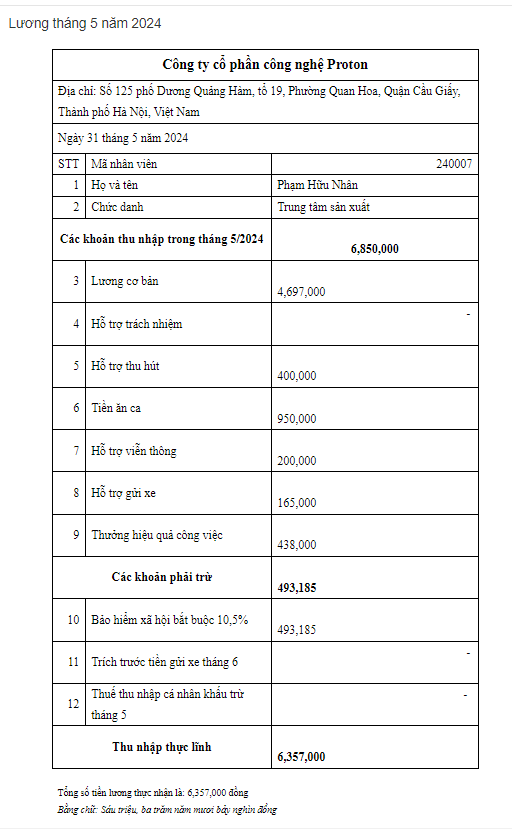 Lương tháng 5 năm 2024
Công ty cổ phần công nghệ Proton
Địa chỉ: Số 125 phố Dương Quảng Hàm, tổ 19, Phường Quan Hoa, Quận Cầu Giấy,
Thành phố Hà Nội, Việt Nam
Ngày 31 tháng 5 năm 2024
STT Mã nhân viên 240007
1 Họ và tên Phạm Hữu Nhân
2 Chức danh Trung tâm sản xuất
Các khoản thu nhập trong tháng 5/2024 6,850,000
3 Lương cơ bản 4,697,000
4 Hỗ trợ trách nhiệm -
5 Hỗ trợ thu hút 400,000
6 Tiền ăn ca 950,000
7 Hỗ trợ viễn thông 200,000
8 Hỗ trợ gửi xe 165,000
9 Thưởng hiệu quả công việc 438,000
Các khoản phải trừ 493,185
10 Bảo hiểm xã hội bắt buộc 10,5% 493,185
11 Trích trước tiền gửi xe tháng 6 -
12 Thuế thu nhập cá nhân khấu trừ -
tháng 5
Thu nhập thực lĩnh 6,357,000
Tổng số tiền lương thực nhận là: 6,357,000 đồng
Bằng chữ: Sáu triệu, ba trăm năm mươi bảy nghìn đồng